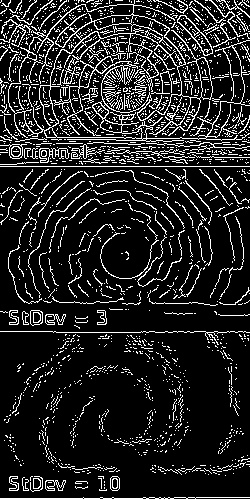 Original
StDev = 3
StDev = 10